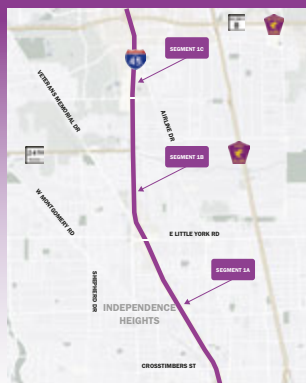 45
SEGMENT 1C
VETERANS MEMORIAL DR
AIRLINE DR
SEGMENT 1B
W MONTGOMERY RD
E LITTLE YORK RD
SEGMENT 1A
SHEPHERD DR
INDEPENDENCE
HEIGHTS
CROSSTIMBERS ST